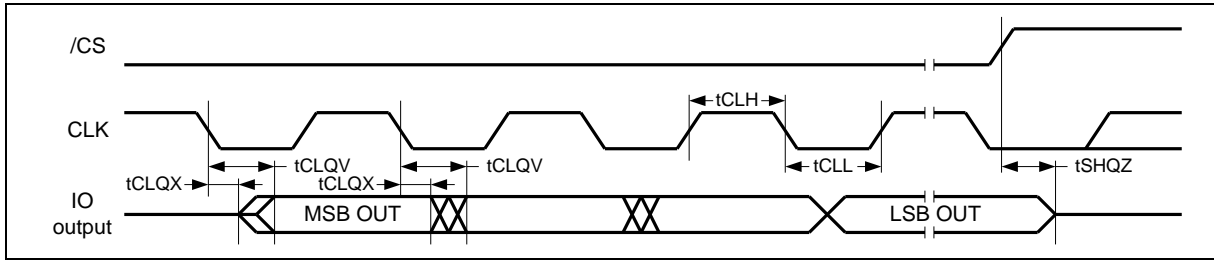 /CS
CLK
tCLH
tCLQV
tCLQV
tCLL
tSHQZ
tCLQX
tCLQX
IO
output
MSB OUT
LSB OUT